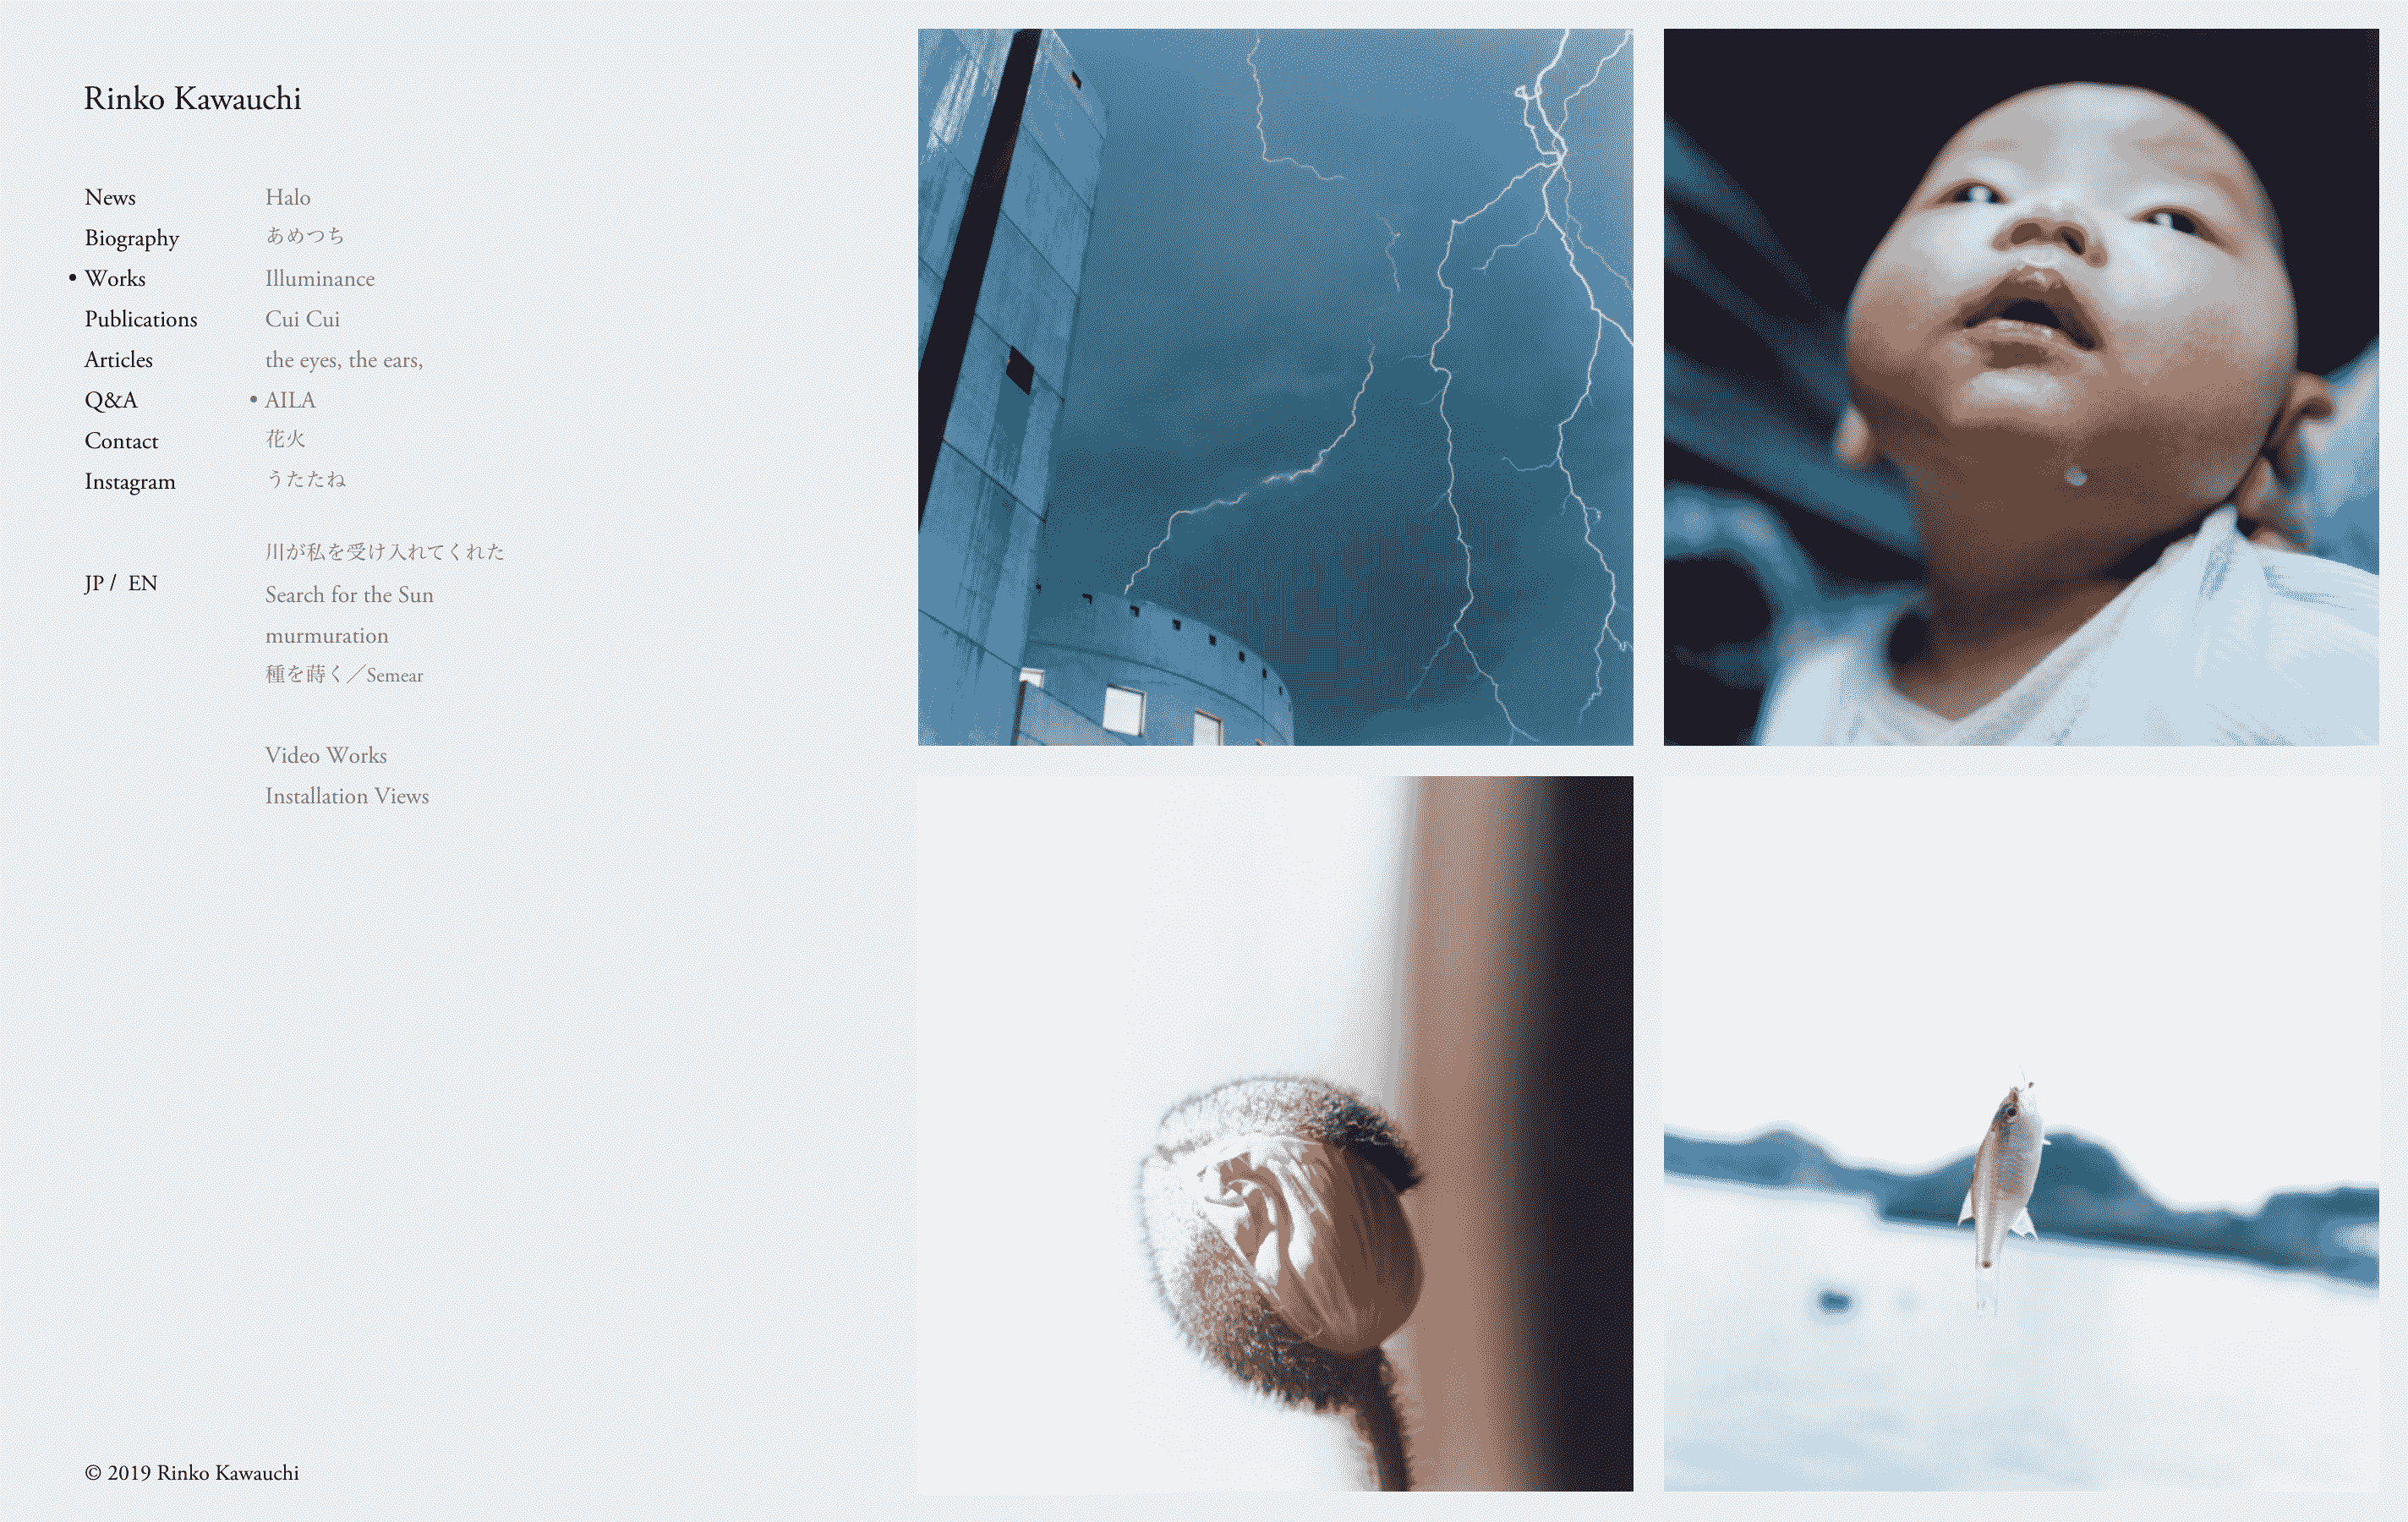 Rinko Kawauchi
News
Biography
• Works
Publications
Articles
Q&A
Contact
Instagram
JP / EN
Halo
あめつち
Illuminance
Cui Cui
the eyes, the ears,
• AILA
花火
うたたね
川が私を受け入れてくれた
Search for the Sun
murmuration
種を蒔く／Semear
Video Works
Installation Views
© 2019 Rinko Kawauchi